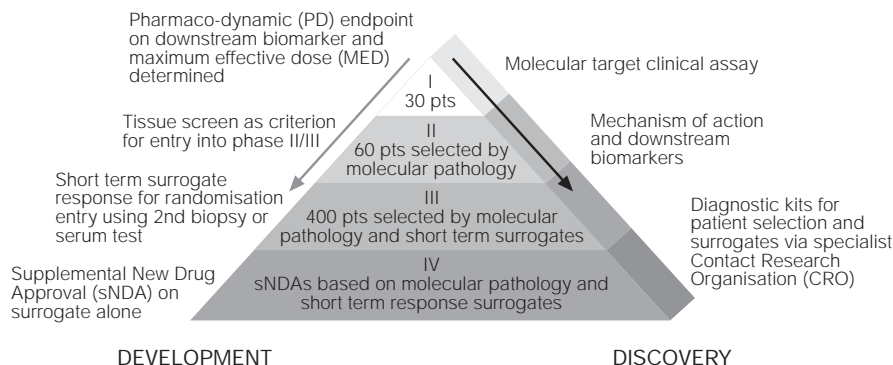 Pharmaco-dynamic (PD) endpoint
on downstream biomarker and
maximum effective dose (MED)
determined
Tissue screen as criterion
for entry into phase II/III
Short term surrogate
response for randomisation
entry using 2nd biopsy or
serum test
Supplemental New Drug
Approval (sNDA) on
surrogate alone
I
30 pts
II
60 pts selected by
molecular pathology
III
400 pts selected by molecular
pathology and short term surrogates
IV
sNDAs based on molecular pathology and
short term response surrogates
Molecular target clinical assay
Mechanism of action
and downstream
biomarkers
Diagnostic kits for
patient selection and
surrogates via specialist
Contact Research
Organisation (CRO)
DEVELOPMENT
DISCOVERY